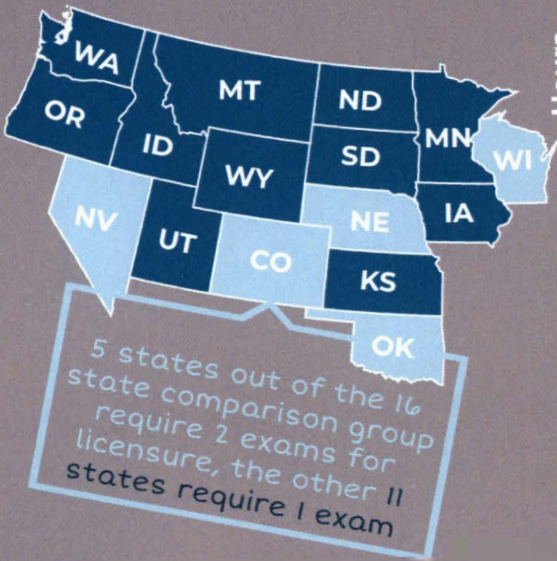 WA
MT
ND
MN
WI
OR
ID
WY
SD
IA
NV
UT
CO
NE
KS
OK
5 states out of the 16
state comparison group
require 2 exams for
licensure, the other 11
states require 1 exam